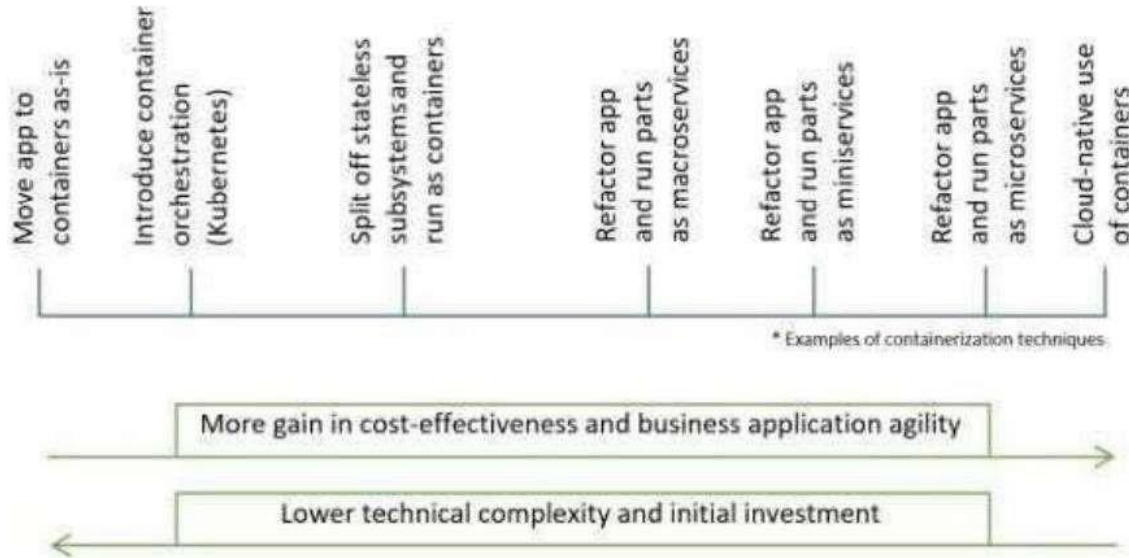 Move app to
containers as-is
Introduce container
orchestration
(Kubernetes)
Split off stateless
subsystems and
run as containers
Refactor app
and run parts
as macroservices
Refactor app
and run parts
as miniservices
Refactor app
and run parts
as microservices
Cloud-native use
of containers
* Examples of containerization techniques
More gain in cost-effectiveness and business application agility
Lower technical complexity and initial investment